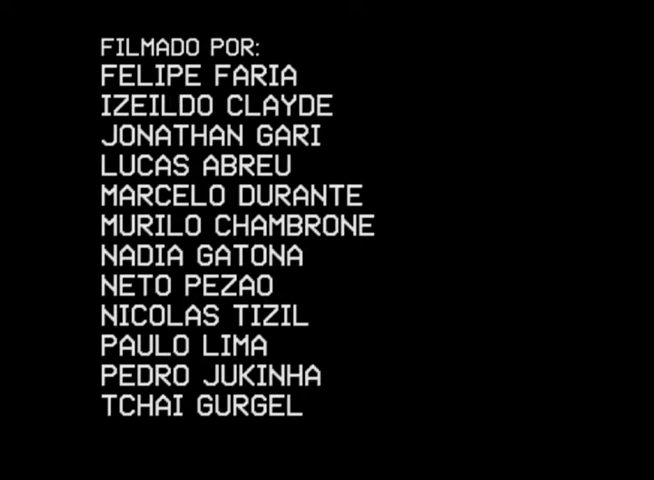 FILMADO POR:
FELIPE FARIA
IZEILDO CLAYDE
JONATHAN GARI
LUCAS ABREU
MARCELO DURANTE
MURILO CHAMBRONE
NADIA GATONA
NETO PEZAO
NICOLAS TIZIL
PAULO LIMA
PEDRO JUKINHA
TCHAI GURGEL